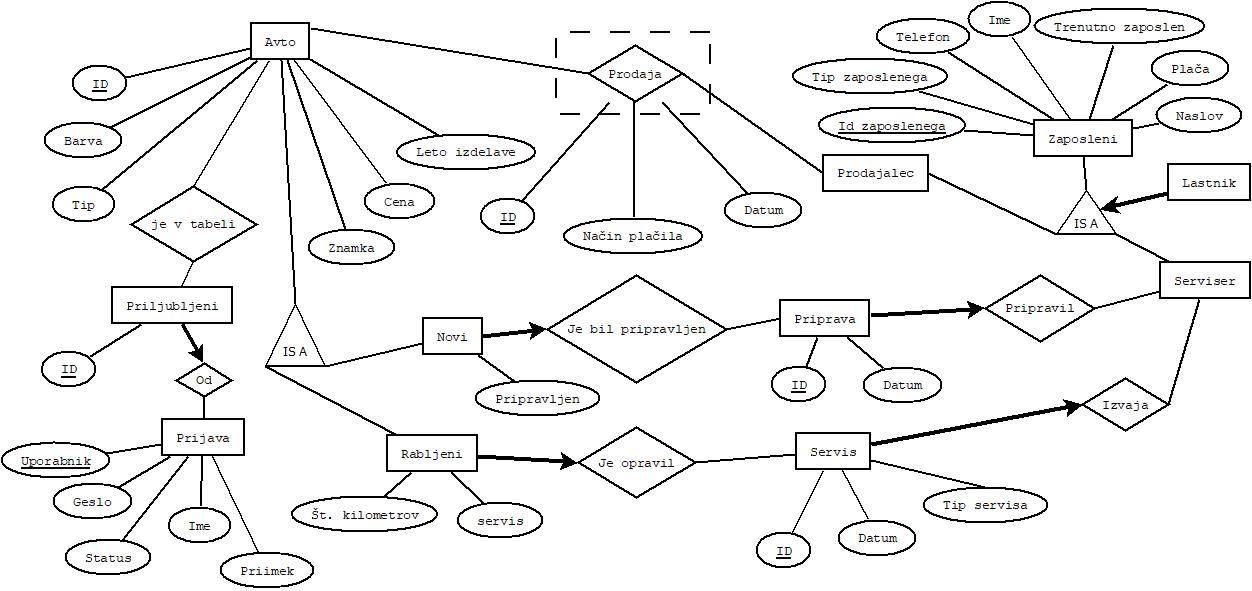 Ime
Trenutno zaposlen
Telefon
Avto
Plača
Prodaja
Tip zaposlenega
ID
Naslov
Id zaposlenega
Zaposleni
Barva
Leto izdelave
Prodajalec
Lastnik
Cena
Tip
Datum
ID
je v tabeli
IS A
Način plačila
Znamka
Serviser
Priljubljeni
Pripravil
Priprava
Je bil pripravljen
Novi
IS A
ID
Od
ID
Datum
Pripravljen
Izvaja
Prijava
Rabljeni
Servis
Uporabnik
Je opravil
Geslo
Tip servisa
Št. kilometrov
servis
Ime
Datum
ID
Status
Priimek